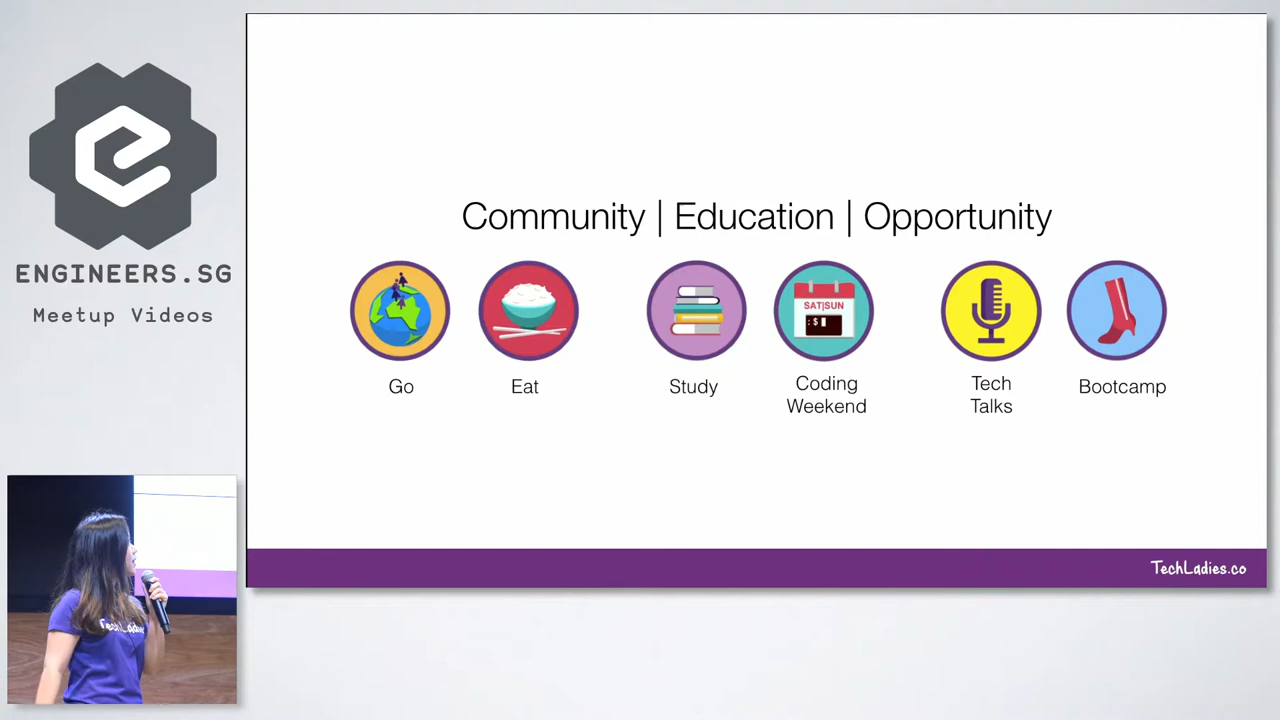 ENGINEERS.SG
Meetup Videos
Community | Education | Opportunity
SAT|SUN
:$
Go
Eat
Study
Coding
Weekend
Tech
Talks
Bootcamp
TechLadies.co
TechLadies